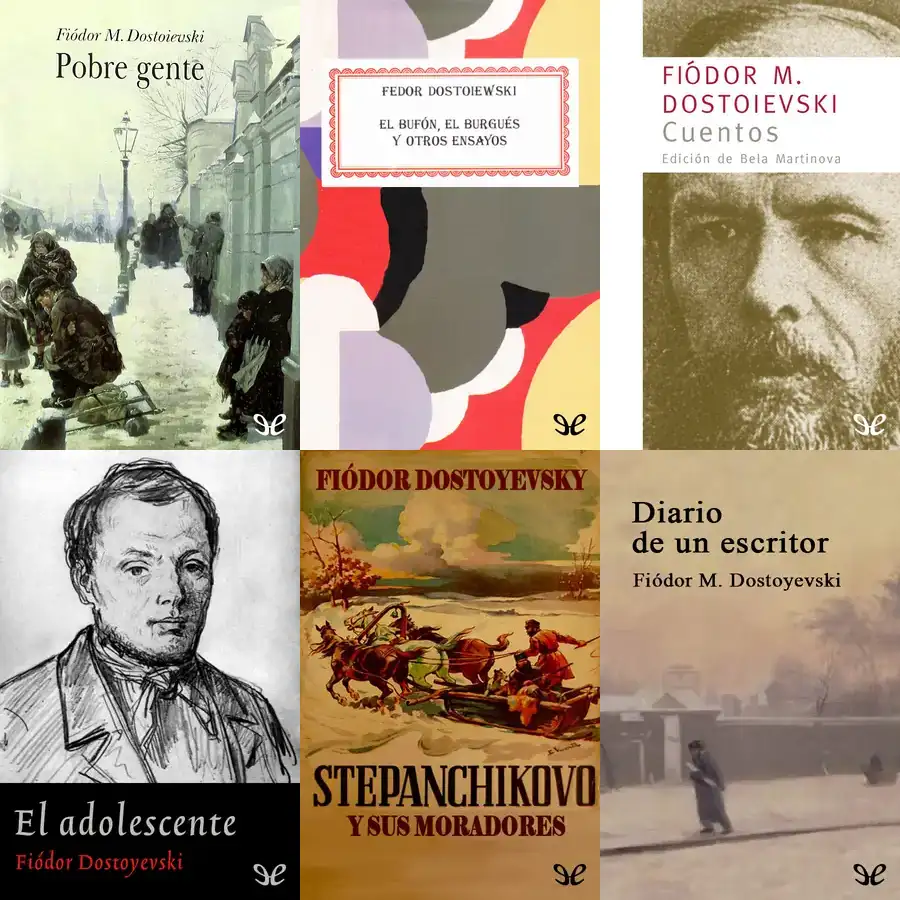 Fiódor M. Dostoievski
Pobre gente
FEDOR DOSTOIEWSKI
EL BUFÓN, EL BURGUÉS
Y OTROS ENSAYOS
FIÓDOR M.
DOSTOIEVSKI
Cuentos
Edición de Bela Martinova
El adolescente
Fiódor Dostoyevski
FIÓDOR DOSTOYEVSKY
STEPANCHIKOVO
Y SUS MORADORES
Diario
de un escritor
Fiódor M. Dostoyevski